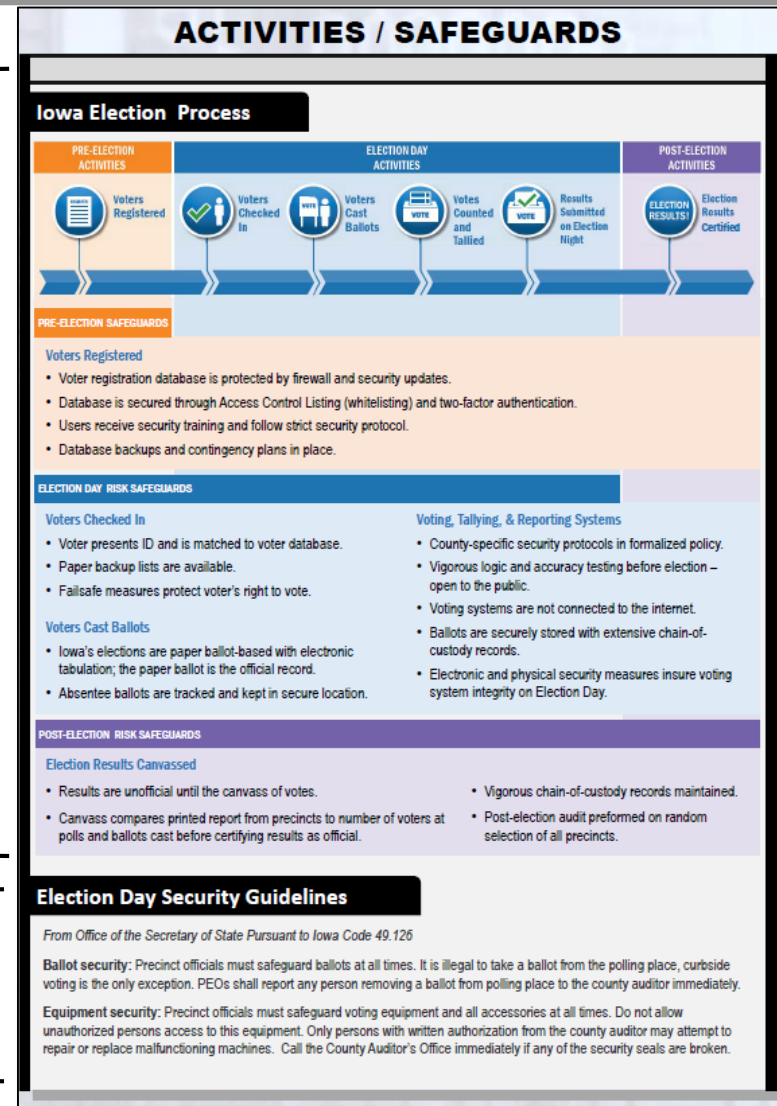 ACTIVITIES / SAFEGUARDS
Iowa Election Process
PRE-ELECTION
ACTIVITIES
ELECTION DAY
ACTIVITIES
POST-ELECTION
ACTIVITIES
Voters
Registered
Voters
Checked
In
VOTE
Voters
Cast
Ballots
VOTE
Votes
Counted
and
Tallied
VOTE
Results
Submitted
on Election
Night
ELECTION
RESULTS!
Election
Results
Certified
PRE-ELECTION SAFEGUARDS
Voters Registered
• Voter registration database is protected by firewall and security updates.
• Database is secured through Access Control Listing (whitelisting) and two-factor authentication.
• Users receive security training and follow strict security protocol.
• Database backups and contingency plans in place.
ELECTION DAY RISK SAFEGUARDS
Voters Checked In
• Voter presents ID and is matched to voter database.
• Paper backup lists are available.
• Failsafe measures protect voter's right to vote.
Voters Cast Ballots
• Iowa's elections are paper ballot-based with electronic
tabulation; the paper ballot is the official record.
• Absentee ballots are tracked and kept in secure location.
Voting, Tallying, & Reporting Systems
• County-specific security protocols in formalized policy.
• Vigorous logic and accuracy testing before election –
open to the public.
• Voting systems are not connected to the internet.
• Ballots are securely stored with extensive chain-of-
custody records.
• Electronic and physical security measures insure voting
system integrity on Election Day.
POST-ELECTION RISK SAFEGUARDS
Election Results Canvassed
• Results are unofficial until the canvass of votes.
• Canvass compares printed report from precincts to number of voters at
polls and ballots cast before certifying results as official.
• Vigorous chain-of-custody records maintained.
• Post-election audit preformed on random
selection of all precincts.
Election Day Security Guidelines
From Office of the Secretary of State Pursuant to Iowa Code 49.126
Ballot security: Precinct officials must safeguard ballots at all times. It is illegal to take a ballot from the polling place, curbside
voting is the only exception. PEOs shall report any person removing a ballot from polling place to the county auditor immediately.
Equipment security: Precinct officials must safeguard voting equipment and all accessories at all times. Do not allow
unauthorized persons access to this equipment. Only persons with written authorization from the county auditor may attempt to
repair or replace malfunctioning machines. Call the County Auditor's Office immediately if any of the security seals are broken.